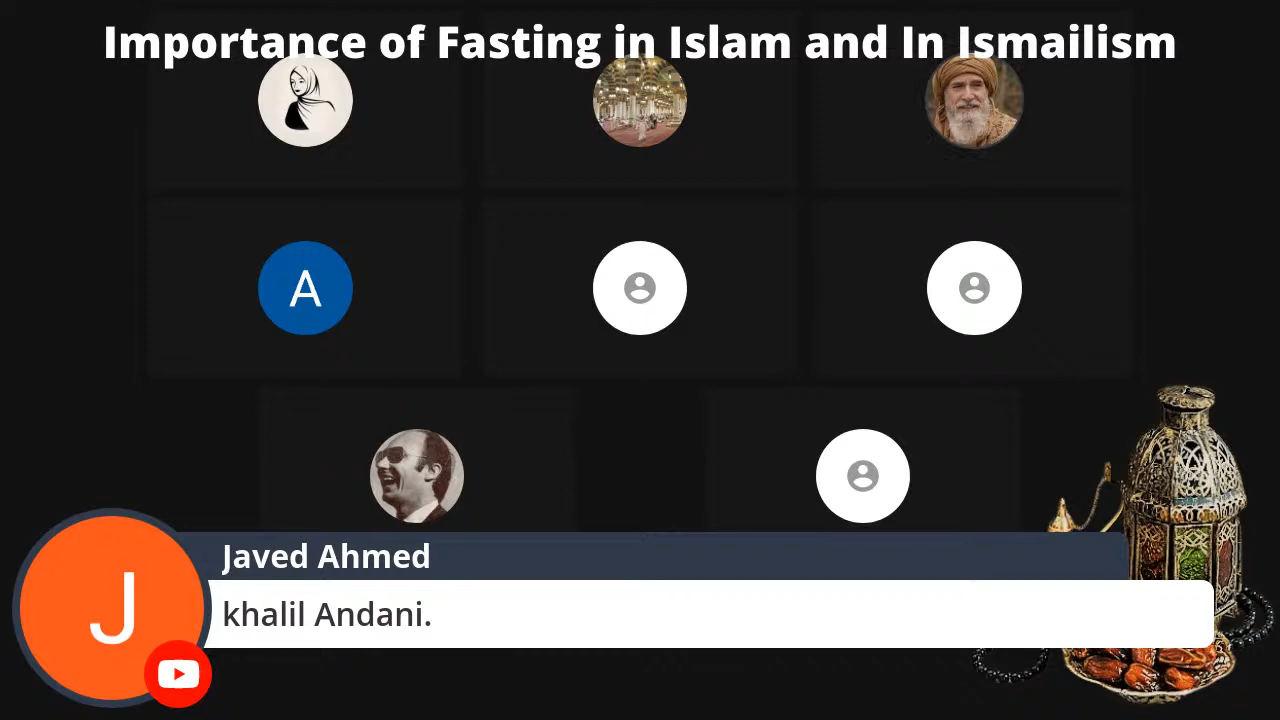 Importance of Fasting in Islam and In Ismailism
A
J
Javed Ahmed
khalil Andani.